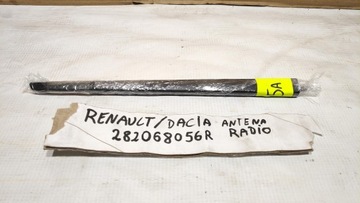 5A
RENAULT/DACIA ANTENA
282068056R RADIO